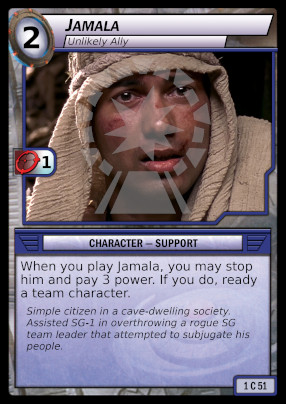 2
JAMALA
Unlikely Ally
1
CHARACTER – SUPPORT
When you play Jamala, you may stop
him and pay 3 power. If you do, ready
a team character.
Simple citizen in a cave-dwelling society.
Assisted SG-1 in overthrowing a rogue SG
team leader that attempted to subjugate his
people.
1 C 51